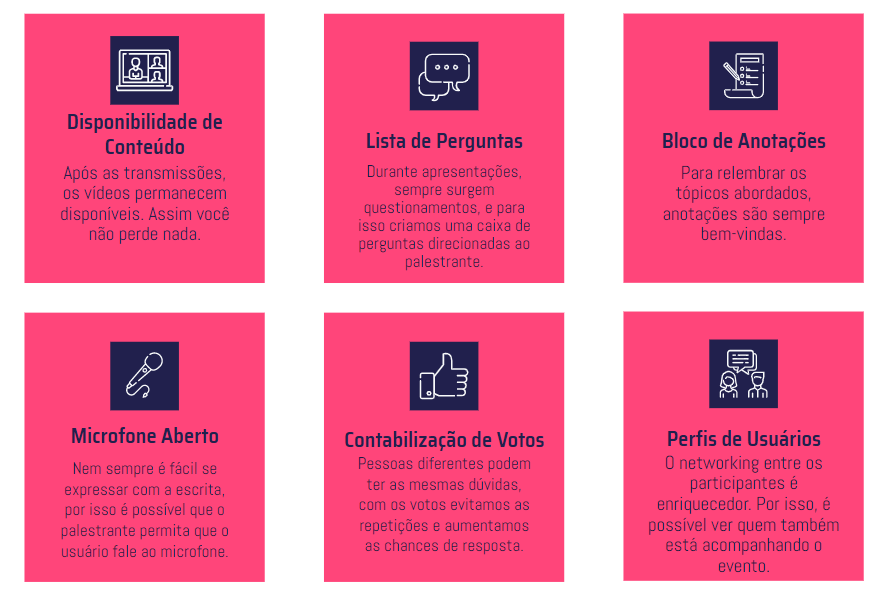 Disponibilidade de
Conteúdo
Após as transmissões,
os vídeos permanecem
disponíveis. Assim você
não perde nada.
Lista de Perguntas
Durante apresentações,
sempre surgem
questionamentos, e para
isso criamos uma caixa de
perguntas direcionadas ao
palestrante.
Bloco de Anotações
Para relembrar os
tópicos abordados,
anotações são sempre
bem-vindas.
Microfone Aberto
Nem sempre é fácil se
expressar com a escrita,
por isso é possível que o
palestrante permita que o
usuário fale ao microfone.
Contabilização de Votos
Pessoas diferentes podem
ter as mesmas dúvidas,
com os votos evitamos as
repetições e aumentamos
as chances de resposta.
Perfis de Usuários
O networking entre os
participantes é
enriquecedor. Por isso, é
possível ver quem também
está acompanhando o
evento.